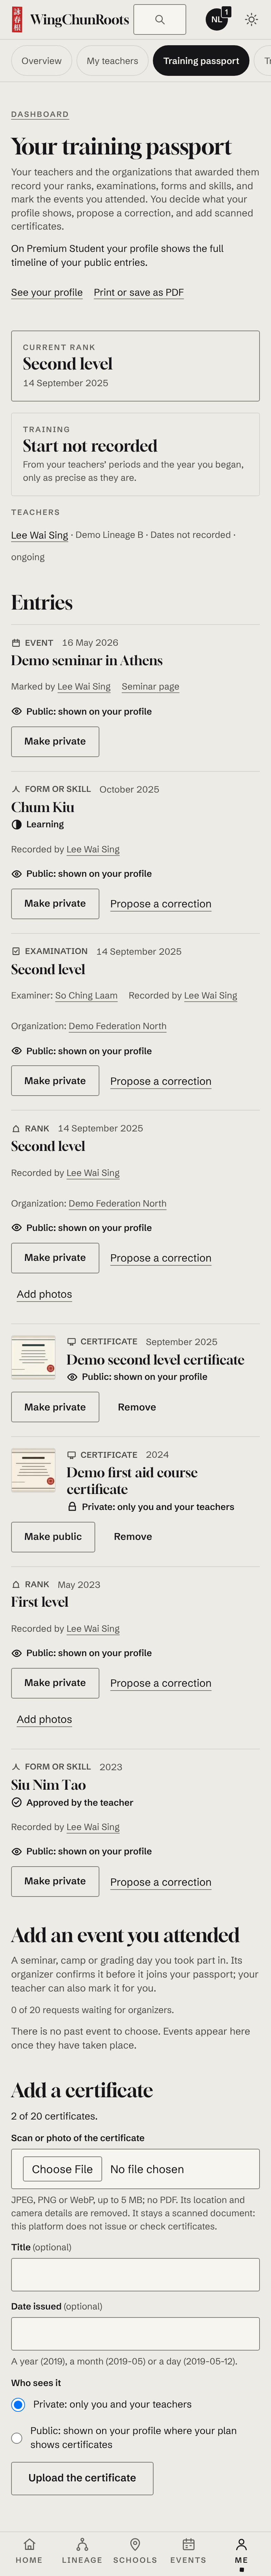 詠春根
WingChunRoots
NL
1
Overview
My teachers
Training passport
DASHBOARD
Your training passport
Your teachers and the organizations that awarded them
record your ranks, examinations, forms and skills, and
mark the events you attended. You decide what your
profile shows, propose a correction, and add scanned
certificates.
On Premium Student your profile shows the full
timeline of your public entries.
See your profile Print or save as PDF
CURRENT RANK
Second level
14 September 2025
TRAINING
Start not recorded
From your teachers' periods and the year you began,
only as precise as they are.
TEACHERS
Lee Wai Sing · Demo Lineage B · Dates not recorded ·
ongoing
Entries
EVENT 16 May 2026
Demo seminar in Athens
Marked by Lee Wai Sing Seminar page
Public: shown on your profile
Make private
FORM OR SKILL October 2025
Chum Kiu
Learning
Recorded by Lee Wai Sing
Public: shown on your profile
Make private Propose a correction
EXAMINATION 14 September 2025
Second level
Examiner: So Ching Laam Recorded by Lee Wai Sing
Organization: Demo Federation North
Public: shown on your profile
Make private Propose a correction
RANK 14 September 2025
Second level
Recorded by Lee Wai Sing
Organization: Demo Federation North
Public: shown on your profile
Make private Propose a correction
Add photos
CERTIFICATE September 2025
Demo second level certificate
Public: shown on your profile
Make private Remove
CERTIFICATE 2024
Demo first aid course
certificate
Private: only you and your teachers
Make public Remove
RANK May 2023
First level
Recorded by Lee Wai Sing
Public: shown on your profile
Make private Propose a correction
Add photos
FORM OR SKILL 2023
Siu Nim Tao
Approved by the teacher
Recorded by Lee Wai Sing
Public: shown on your profile
Make private Propose a correction
Add an event you attended
A seminar, camp or grading day you took part in. Its
organizer confirms it before it joins your passport; your
teacher can also mark it for you.
0 of 20 requests waiting for organizers.
There is no past event to choose. Events appear here
once they have taken place.
Add a certificate
2 of 20 certificates.
Scan or photo of the certificate
Choose File No file chosen
JPEG, PNG or WebP, up to 5 MB; no PDF. Its location and
camera details are removed. It stays a scanned document:
this platform does not issue or check certificates.
Title (optional)
Date issued (optional)
A year (2019), a month (2019-05) or a day (2019-05-12).
Who sees it
Private: only you and your teachers
Public: shown on your profile where your plan
shows certificates
Upload the certificate
HOME LINEAGE SCHOOLS EVENTS ME